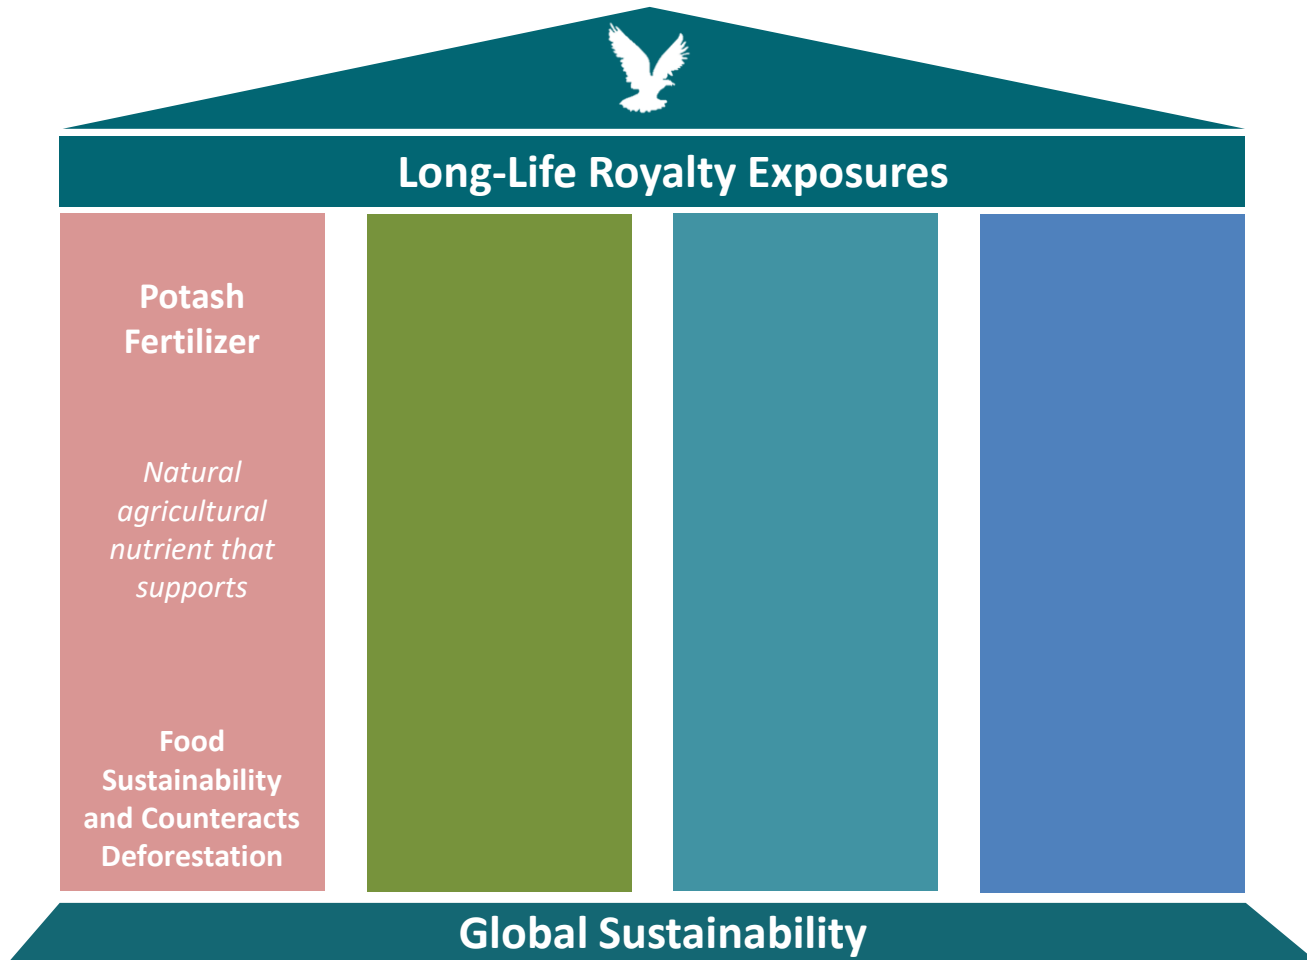 Long-Life Royalty Exposures
Potash
Fertilizer
Natural
agricultural
nutrient that
supports
Food
Sustainability
and Counteracts
Deforestation
Global Sustainability